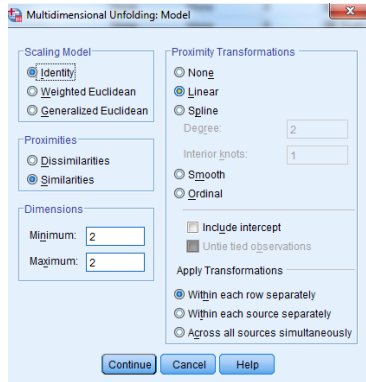 Multidimensional Unfolding: Model
Scaling Model
Identity
Weighted Euclidean
Generalized Euclidean
Proximities
Dissimilarities
Similarities
Dimensions
Minimum: 2
Maximum: 2
Proximity Transformations
None
Linear
Spline
Degree: 2
Interior knots: 1
Smooth
Ordinal
Include intercept
Untie tied observations
Apply Transformations
Within each row separately
Within each source separately
Across all sources simultaneously
Continue Cancel Help